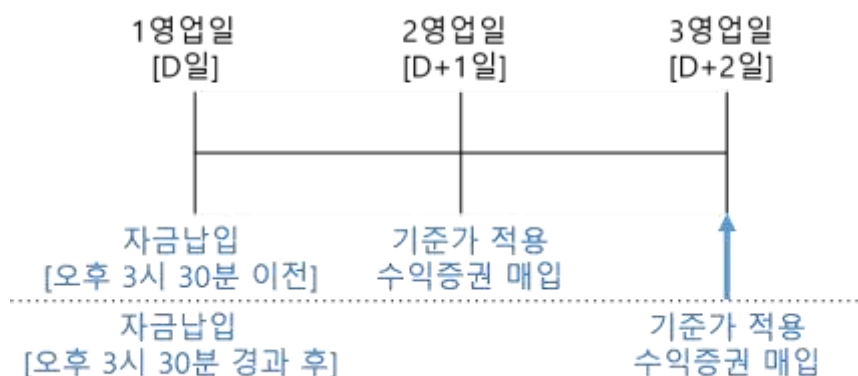 1영업일
[D일]
2영업일
[D+1일]
3영업일
[D+2일]
자금납입
[오후 3시 30분 이전]
기준가 적용
수익증권 매입
자금납입
[오후 3시 30분 경과 후]
기준가 적용
수익증권 매입